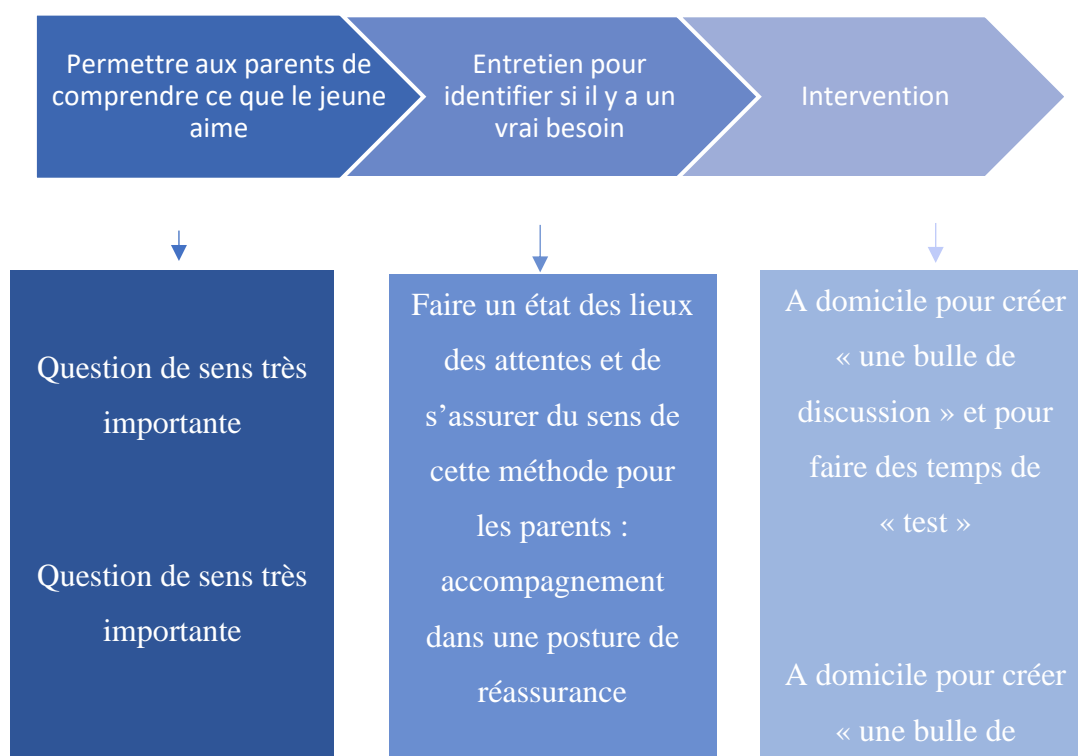 Permettre aux parents de
comprendre ce que le jeune
aime
Entretien pour
identifier si il y a un
vrai besoin
Intervention
Question de sens très
importante
Question de sens très
importante
Faire un état des lieux
des attentes et de
s’assurer du sens de
cette méthode pour
les parents :
accompagnement
dans une posture de
réassurance
A domicile pour créer
« une bulle de
discussion » et pour
faire des temps de
« test »
A domicile pour créer
« une bulle de